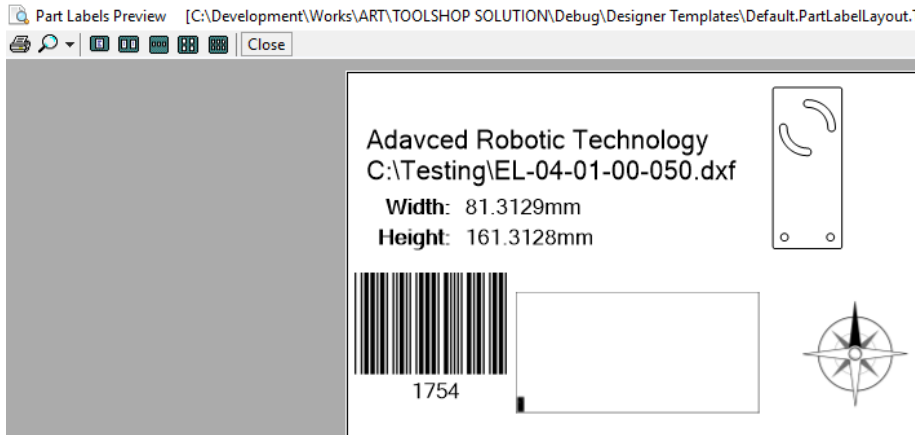 Part Labels Preview [C:\Development\Works\ART\TOOLSHOP SOLUTION\Debug\Designer Templates\Default.PartLabelLayout.
Close
Adavced Robotic Technology
C:\Testing\EL-04-01-00-050.dxf
Width: 81.3129mm
Height: 161.3128mm
1754